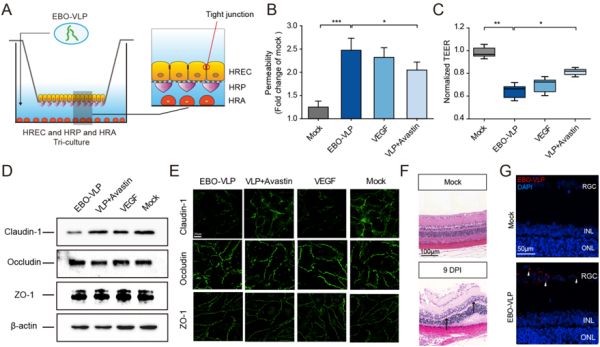 A
EBO-VLP
Tight junction
HREC
HRP
HRA
HREC and HRP and HRA
Tri-culture
B
Permeability
(Fold change of mock)
3.0
2.5
2.0
1.5
1.0
***
*
Mock
EBO-VLP
VEGF
VLP+Avastin
C
Normalized TEER
1.2
1.0
0.8
0.6
0.4
**
*
Mock
EBO-VLP
VEGF
VLP+Avastin
D
EBO-VLP
VLP+Avastin
VEGF
Mock
Claudin-1
Occludin
ZO-1
β-actin
E
EBO-VLP
VLP+Avastin
VEGF
Mock
Claudin-1
Occludin
ZO-1
F
Mock
100μm
9 DPI
G
EBO-VLP
DAPI
RGC
Mock
50μm
INL
ONL
RGC
EBO-VLP
INL
ONL